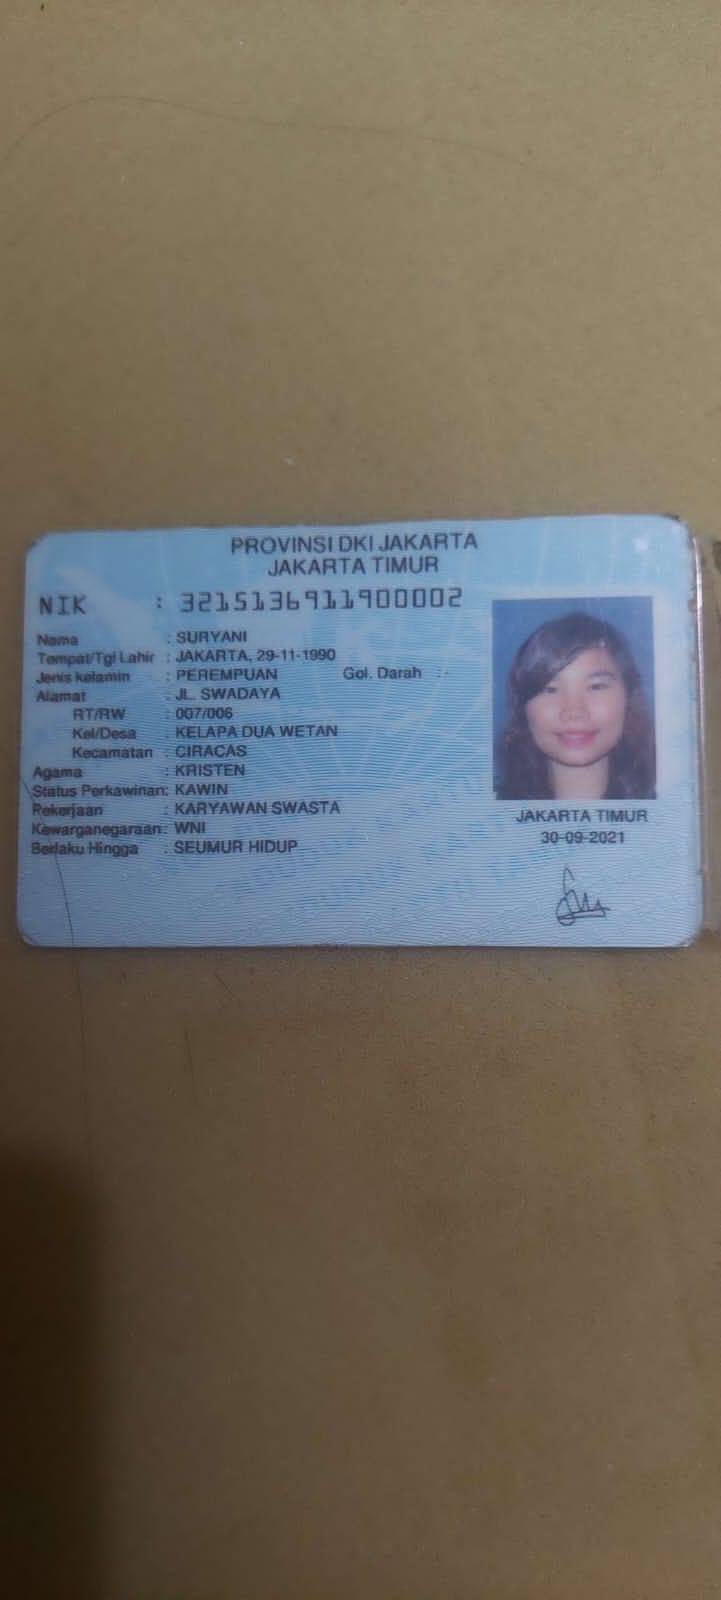 PROVINSI DKI JAKARTA
JAKARTA TIMUR
NIK : 3215136911900002
Nama : SURYANI
Tempat/Tgl Lahir : JAKARTA, 29-11-1990
Jenis kelamin : PEREMPUAN Gol. Darah : -
Alamat : JL. SWADAYA
RT/RW : 007/006
Kel/Desa : KELAPA DUA WETAN
Kecamatan : CIRACAS
Agama : KRISTEN
Status Perkawinan: KAWIN
Pekerjaan : KARYAWAN SWASTA
Kewarganegaraan: WNI
Berlaku Hingga : SEUMUR HIDUP
JAKARTA TIMUR
30-09-2021